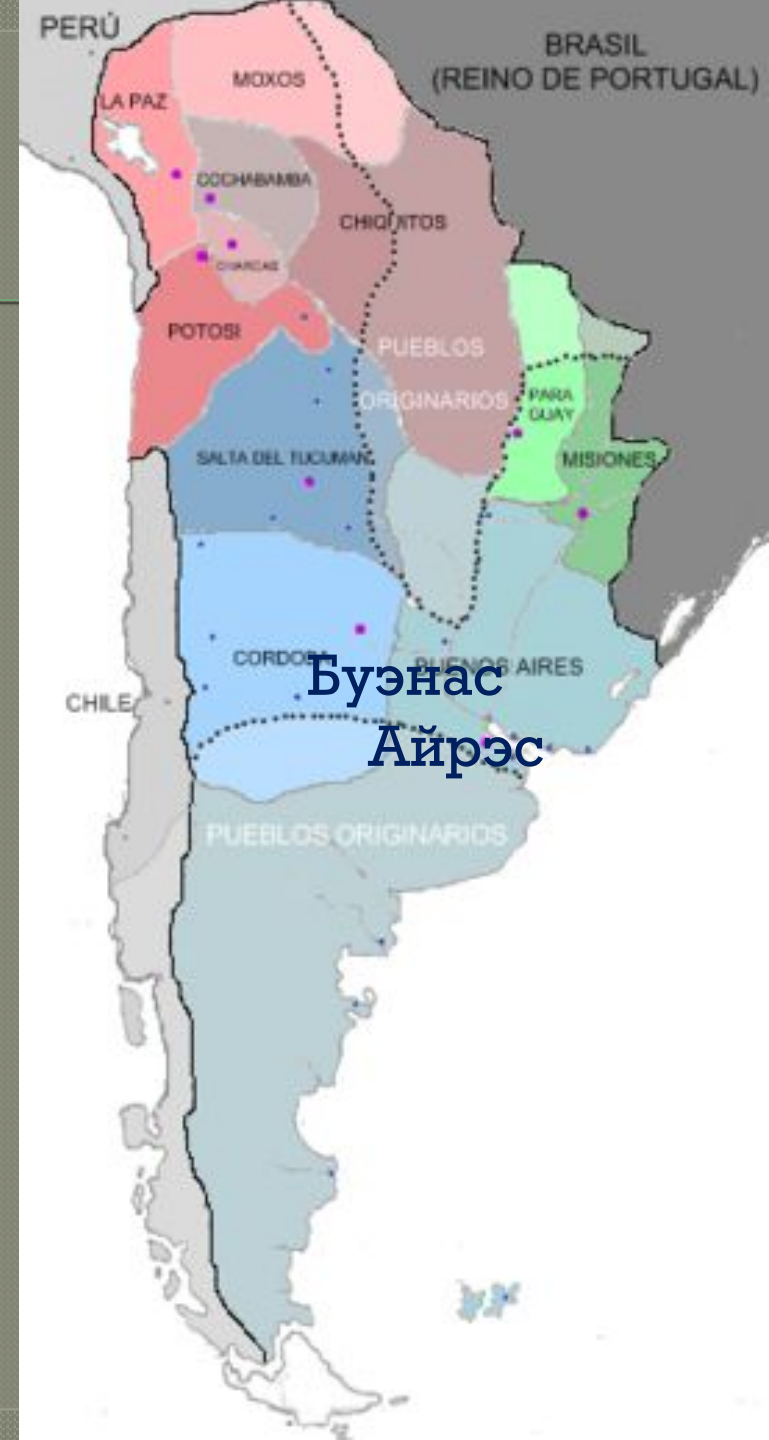 PERÚ
BRASIL
(REINO DE PORTUGAL)
MOXOS
LA PAZ
COCHABAMBA
CHIQUITOS
CHARCAS
POTOSI
PUEBLOS
ORIGINARIOS
PARA
GUAY
SALTA DEL TUCUMAN
MISIONES
CORDOBA
BUENOS AIRES
Буэнас
Айрэс
CHILE
PUEBLOS ORIGINARIOS